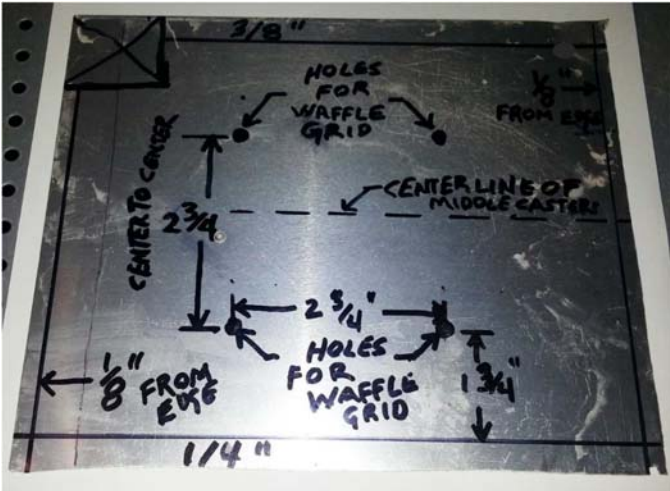 3/8"
HOLES
FOR
WAFFLE
GRID
1/8"
FROM EDGE
CENTER TO CENTER
2 3/4
CENTER LINE OF
MIDDLE CASTERS
2 3/4"
HOLES
FOR
WAFFLE
GRID
1 3/4"
1/8" FROM
EDGE
1/4"